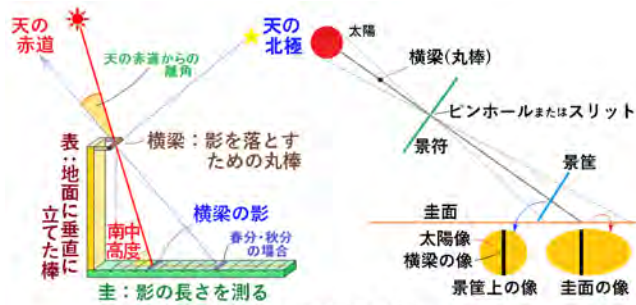 天の
赤道
天の赤道からの
離角
天の
北極
横梁：影を落とす
ための丸棒
表：地面に垂直に
立てた棒
南中
高度
横梁の影
春分・秋分
の場合
圭：影の長さを測る
太陽
横梁(丸棒)
ピンホールまたはスリット
景符
景筐
圭面
太陽像
横梁の像
景筐上の像
圭面の像